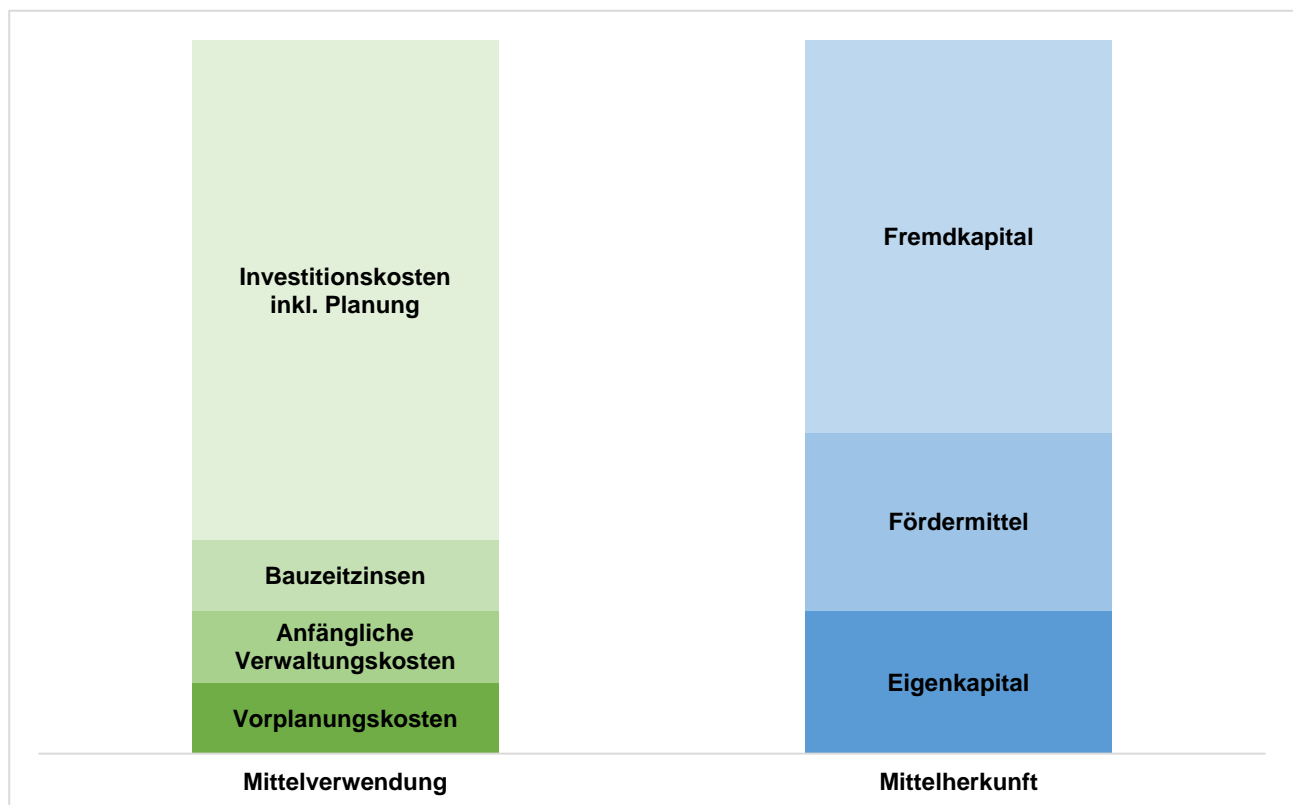 Investitionskosten
inkl. Planung
Bauzeitzinsen
Anfängliche
Verwaltungskosten
Vorplanungskosten
Mittelverwendung
Fremdkapital
Fördermittel
Eigenkapital
Mittelherkunft